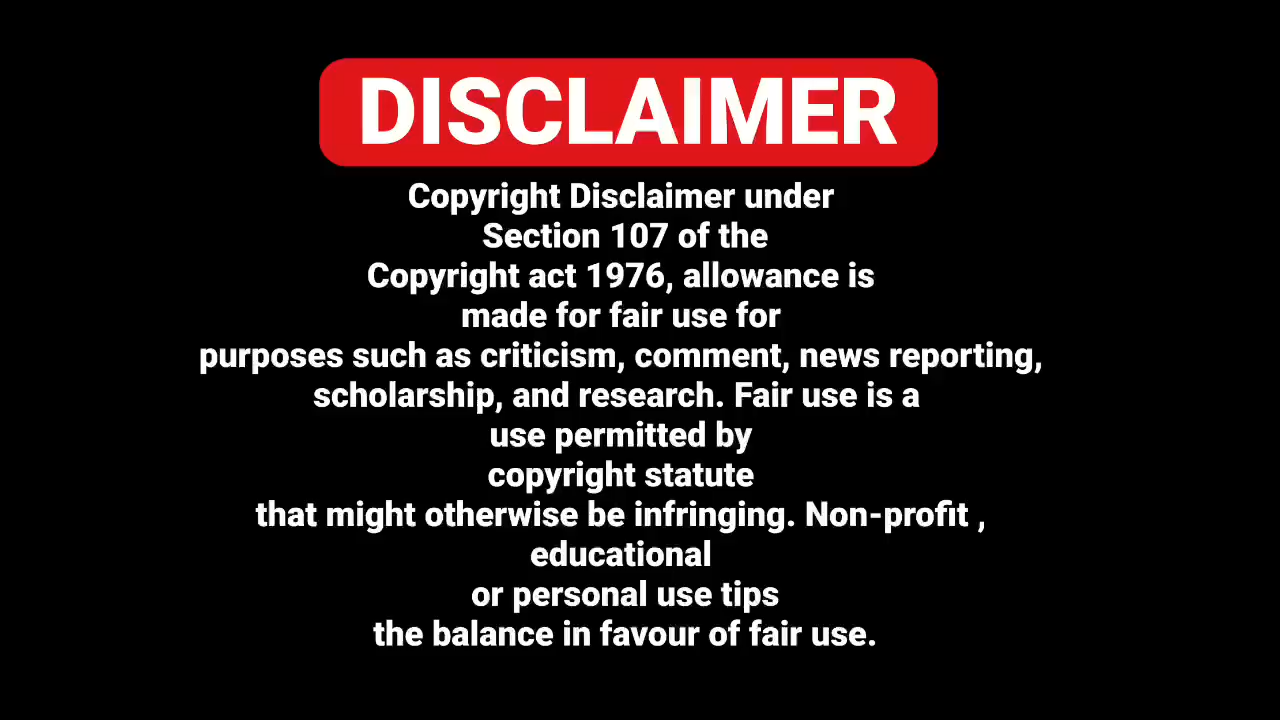 DISCLAIMER
Copyright Disclaimer under
Section 107 of the
Copyright act 1976, allowance is
made for fair use for
purposes such as criticism, comment, news reporting,
scholarship, and research. Fair use is a
use permitted by
copyright statute
that might otherwise be infringing. Non-profit ,
educational
or personal use tips
the balance in favour of fair use.